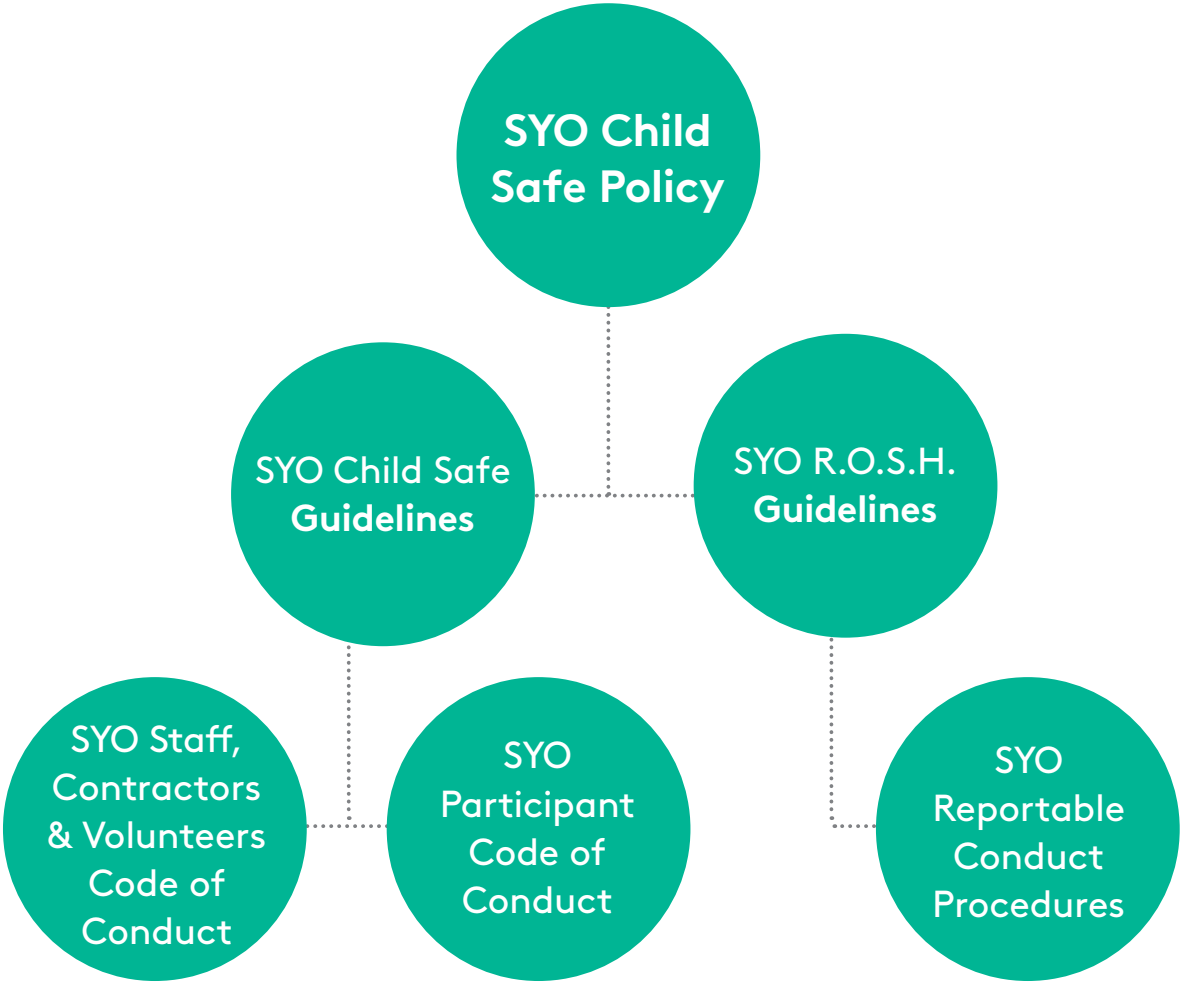 SYO Child
Safe Policy
SYO Child Safe
Guidelines
SYO R.O.S.H.
Guidelines
SYO Staff,
Contractors
& Volunteers
Code of
Conduct
SYO
Participant
Code of
Conduct
SYO
Reportable
Conduct
Procedures